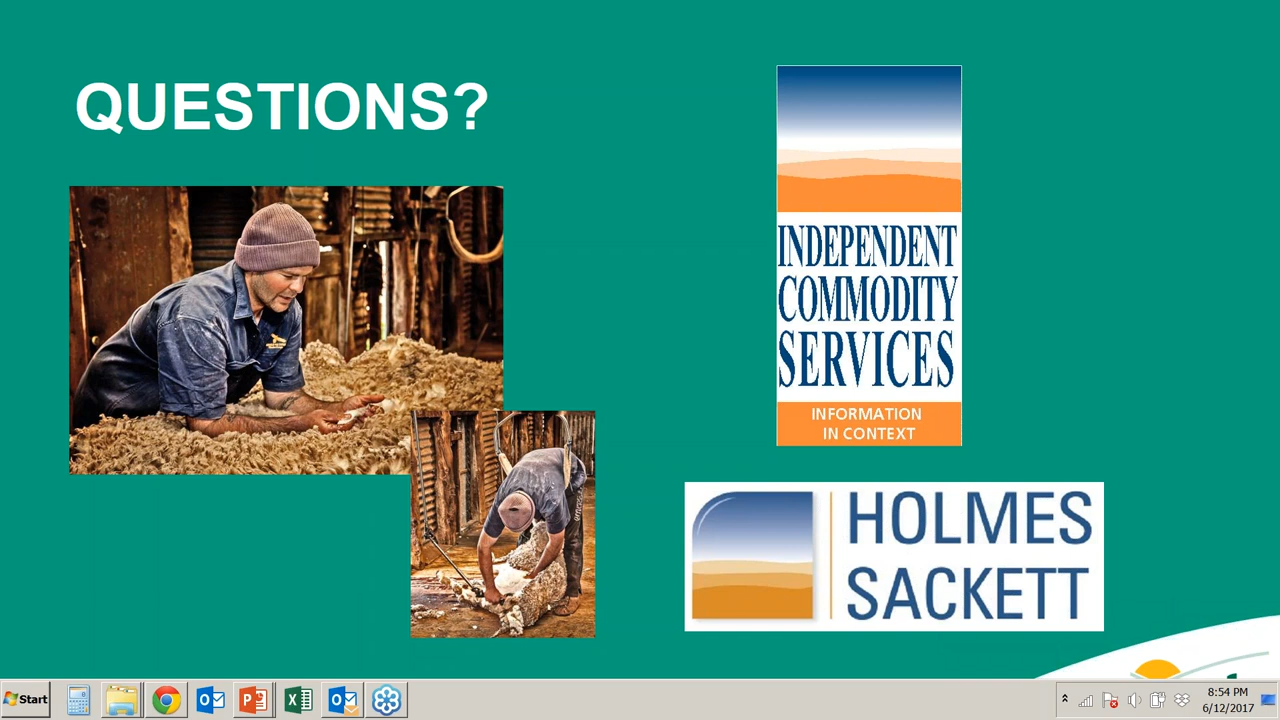 QUESTIONS?
INDEPENDENT
COMMODITY
SERVICES
INFORMATION
IN CONTEXT
HOLMES
SACKETT
Start
8:54 PM
6/12/2017